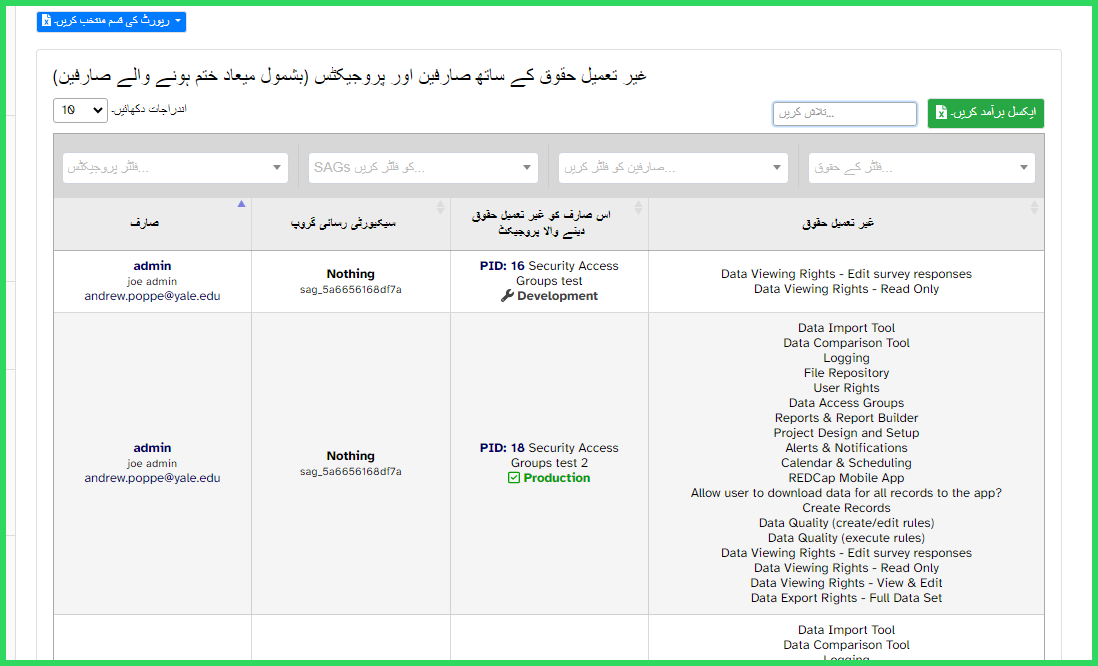 رپورٹ کی قسم منتخب کریں۔
غیر تعمیل حقوق کے ساتھ صارفین اور پروجیکٹس (بشمول میعاد ختم ہونے والے صارفین)
10 اندراجات دکھائیں۔
تلاش کریں...
ایکسل برآمد کریں۔
فلٹر پروجیکٹس...
SAGs کو فلٹر کریں...
صارفین کو فلٹر کریں...
فلٹر کے حقوق...
صارف
سیکیورٹی رسائی گروپ
اس صارف کو غیر تعمیل حقوق
دینے والا پروجیکٹ
غیر تعمیل حقوق
admin
joe admin
andrew.poppe@yale.edu
Nothing
sag_5a6656168df7a
PID: 16 Security Access
Groups test
Development
Data Viewing Rights - Edit survey responses
Data Viewing Rights - Read Only
admin
joe admin
andrew.poppe@yale.edu
Nothing
sag_5a6656168df7a
PID: 18 Security Access
Groups test 2
Production
Data Import Tool
Data Comparison Tool
Logging
File Repository
User Rights
Data Access Groups
Reports & Report Builder
Project Design and Setup
Alerts & Notifications
Calendar & Scheduling
REDCap Mobile App
Allow user to download data for all records to the app?
Create Records
Data Quality (create/edit rules)
Data Quality (execute rules)
Data Viewing Rights - Edit survey responses
Data Viewing Rights - Read Only
Data Viewing Rights - View & Edit
Data Export Rights - Full Data Set
Data Import Tool
Data Comparison Tool
Logging